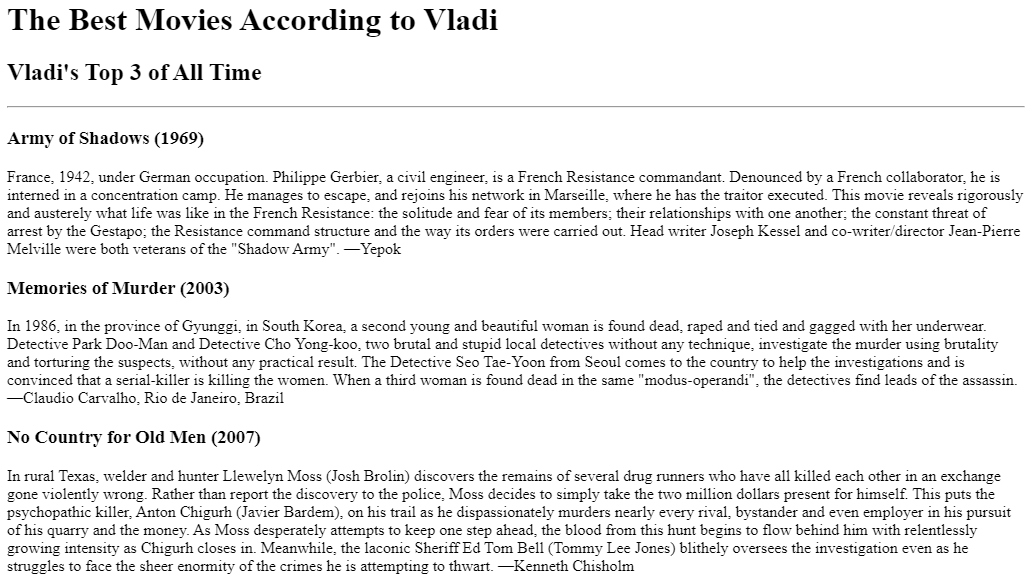 The Best Movies According to Vladi
Vladi's Top 3 of All Time
Army of Shadows (1969)
France, 1942, under German occupation. Philippe Gerbier, a civil engineer, is a French Resistance commandant. Denounced by a French collaborator, he is
interned in a concentration camp. He manages to escape, and rejoins his network in Marseille, where he has the traitor executed. This movie reveals rigorously
and austerely what life was like in the French Resistance: the solitude and fear of its members; their relationships with one another; the constant threat of
arrest by the Gestapo; the Resistance command structure and the way its orders were carried out. Head writer Joseph Kessel and co-writer/director Jean-Pierre
Melville were both veterans of the "Shadow Army". —Yepok
Memories of Murder (2003)
In 1986, in the province of Gyunggi, in South Korea, a second young and beautiful woman is found dead, raped and tied and gagged with her underwear.
Detective Park Doo-Man and Detective Cho Yong-koo, two brutal and stupid local detectives without any technique, investigate the murder using brutality
and torturing the suspects, without any practical result. The Detective Seo Tae-Yoon from Seoul comes to the country to help the investigations and is
convinced that a serial-killer is killing the women. When a third woman is found dead in the same "modus-operandi", the detectives find leads of the assassin.
—Claudio Carvalho, Rio de Janeiro, Brazil
No Country for Old Men (2007)
In rural Texas, welder and hunter Llewelyn Moss (Josh Brolin) discovers the remains of several drug runners who have all killed each other in an exchange
gone violently wrong. Rather than report the discovery to the police, Moss decides to simply take the two million dollars present for himself. This puts the
psychopathic killer, Anton Chigurh (Javier Bardem), on his trail as he dispassionately murders nearly every rival, bystander and even employer in his pursuit
of his quarry and the money. As Moss desperately attempts to keep one step ahead, the blood from this hunt begins to flow behind him with relentlessly
growing intensity as Chigurh closes in. Meanwhile, the laconic Sheriff Ed Tom Bell (Tommy Lee Jones) blithely oversees the investigation even as he
struggles to face the sheer enormity of the crimes he is attempting to thwart. —Kenneth Chisholm